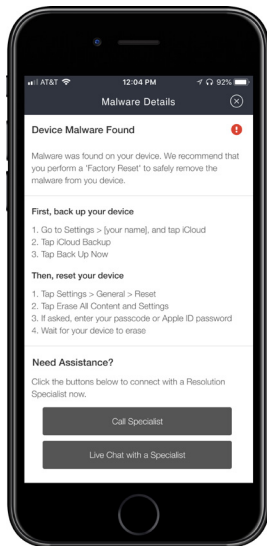 AT&T 12:04 PM 92%
Malware Details
Device Malware Found
Malware was found on your device. We recommend that
you perform a 'Factory Reset' to safely remove the
malware from you device.
First, back up your device
1. Go to Settings > [your name], and tap iCloud
2. Tap iCloud Backup
3. Tap Back Up Now
Then, reset your device
1. Tap Settings > General > Reset
2. Tap Erase All Content and Settings
3. If asked, enter your passcode or Apple ID password
4. Wait for your device to erase
Need Assistance?
Click the buttons below to connect with a Resolution
Specialist now.
Call Specialist
Live Chat with a Specialist